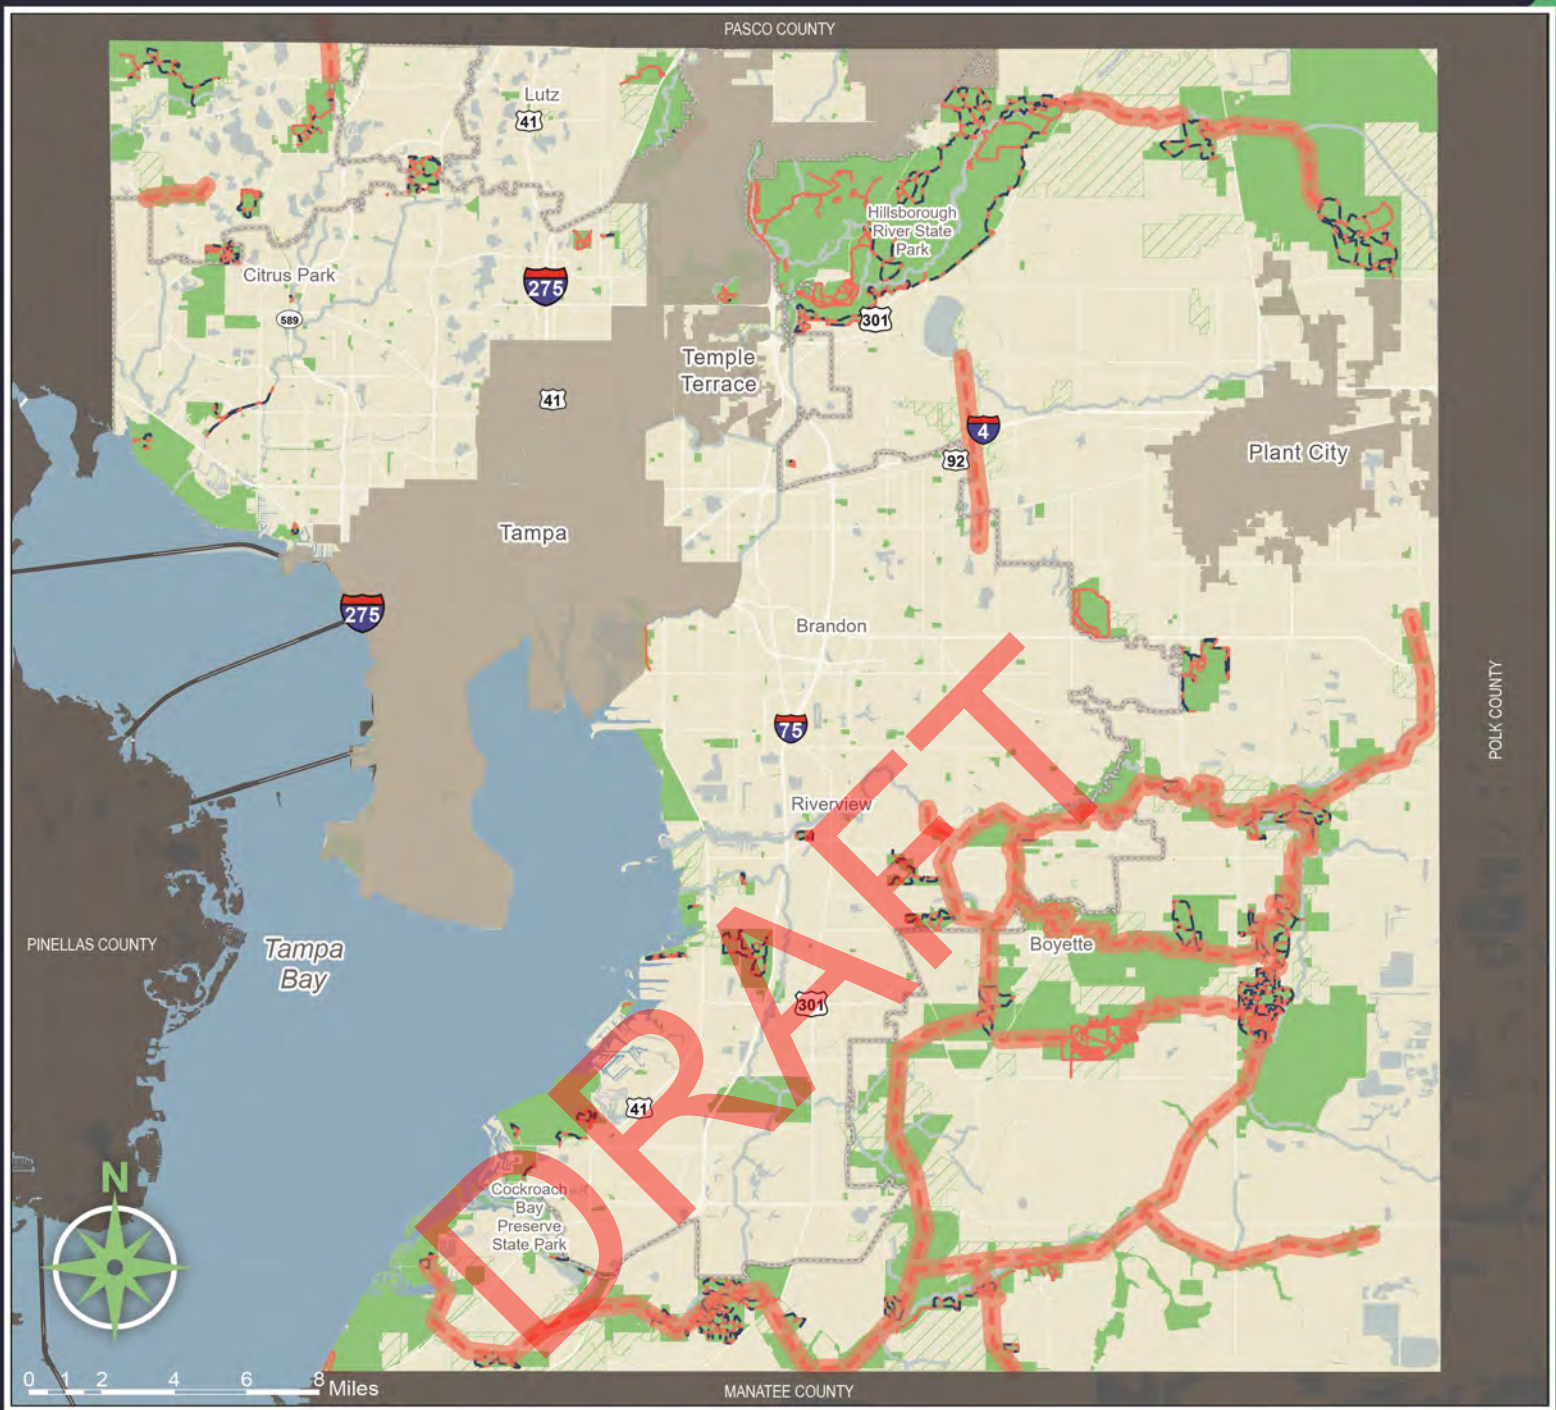 PASCO COUNTY
Lutz
41
Hillsborough
River State
Park
Citrus Park
275
589
301
Temple
Terrace
41
4
92
Plant City
Tampa
275
Brandon
75
POLK COUNTY
Riverview
PINELLAS COUNTY
Tampa
Bay
Boyette
301
41
DRAFT
N
Cockroach
Bay
Preserve
State Park
0 1 2 4 6 8 Miles
MANATEE COUNTY